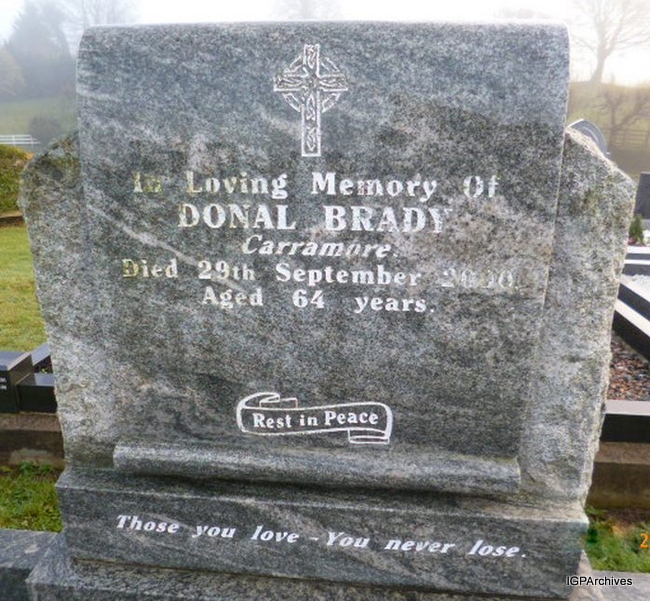 In Loving Memory Of
DONAL BRADY
Carramore.
Died 29th September 2000
Aged 64 years.
Rest in Peace
Those you love - You never lose.
IGPArchives